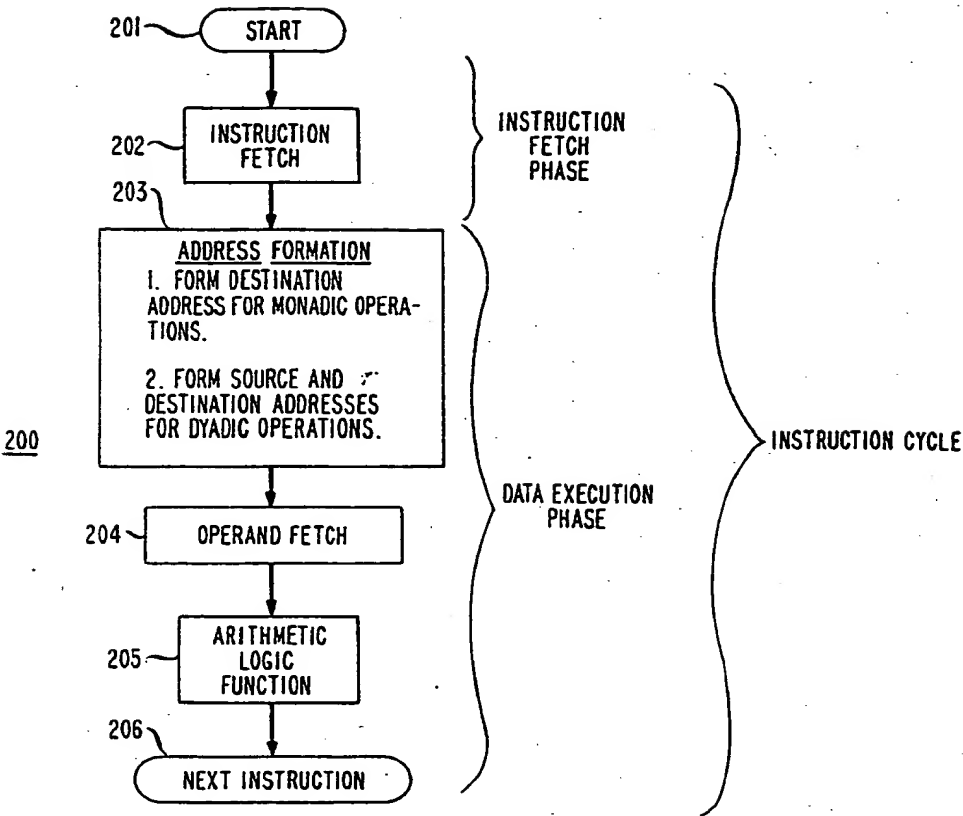 201
START
202
INSTRUCTION
FETCH
INSTRUCTION
FETCH
PHASE
203
ADDRESS FORMATION
1. FORM DESTINATION
ADDRESS FOR MONADIC OPERA-
TIONS.
2. FORM SOURCE AND
DESTINATION ADDRESSES
FOR DYADIC OPERATIONS.
200
INSTRUCTION CYCLE
DATA EXECUTION
PHASE
204
OPERAND FETCH
205
ARITHMETIC
LOGIC
FUNCTION
206
NEXT INSTRUCTION